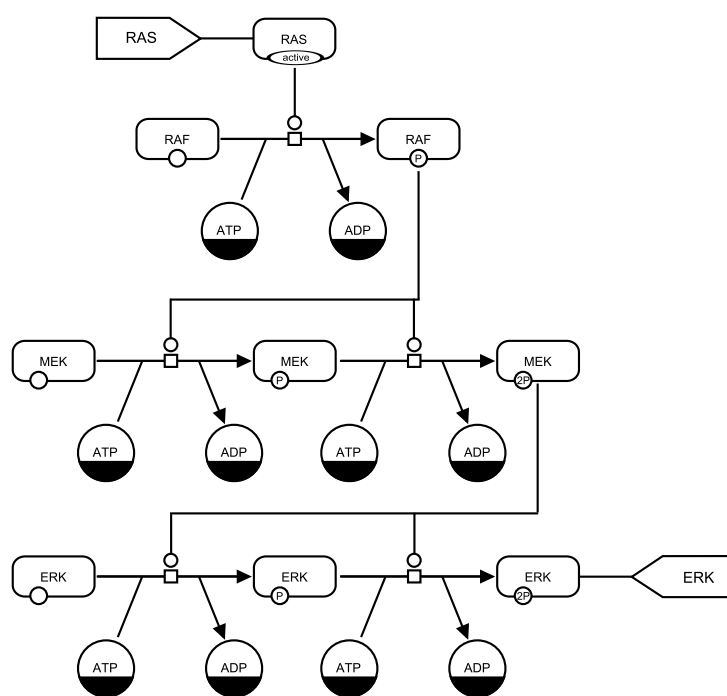 RAS
RAS
active
RAF
RAF
P
ATP
ADP
MEK
MEK
P
MEK
2P
ATP
ADP
ATP
ADP
ERK
ERK
P
ERK
2P
ERK
ATP
ADP
ATP
ADP